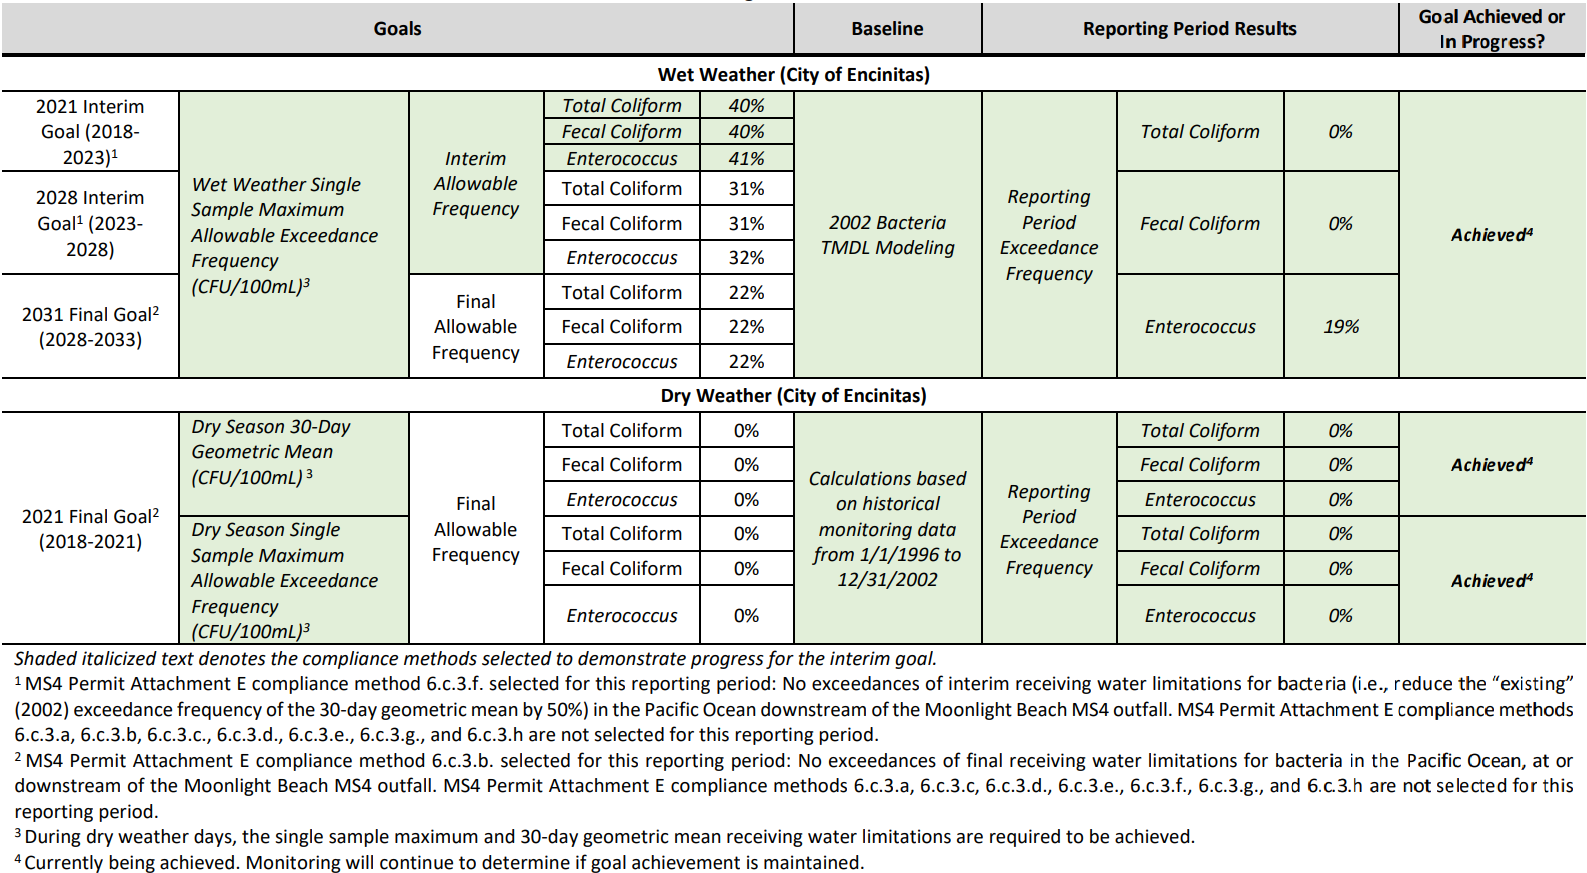 Goals Baseline Reporting Period Results Goal Achieved or
In Progress?
Wet Weather (City of Encinitas)
2021 Interim
Goal (2018-
2023)1
2028 Interim
Goal1 (2023-
2028)
2031 Final Goal2
(2028-2033)
Wet Weather Single
Sample Maximum
Allowable Exceedance
Frequency
(CFU/100mL)3
Interim
Allowable
Frequency
Final
Allowable
Frequency
Total Coliform 40%
Fecal Coliform 40%
Enterococcus 41%
Total Coliform 31%
Fecal Coliform 31%
Enterococcus 32%
Total Coliform 22%
Fecal Coliform 22%
Enterococcus 22%
2002 Bacteria
TMDL Modeling
Reporting
Period
Exceedance
Frequency
Total Coliform 0%
Fecal Coliform 0%
Enterococcus 19%
Achieved4
Dry Weather (City of Encinitas)
2021 Final Goal2
(2018-2021)
Dry Season 30-Day
Geometric Mean
(CFU/100mL) 3
Dry Season Single
Sample Maximum
Allowable Exceedance
Frequency
(CFU/100mL)3
Final
Allowable
Frequency
Total Coliform 0%
Fecal Coliform 0%
Enterococcus 0%
Total Coliform 0%
Fecal Coliform 0%
Enterococcus 0%
Calculations based
on historical
monitoring data
from 1/1/1996 to
12/31/2002
Reporting
Period
Exceedance
Frequency
Total Coliform 0%
Fecal Coliform 0%
Enterococcus 0%
Total Coliform 0%
Fecal Coliform 0%
Enterococcus 0%
Achieved4
Achieved4
Shaded italicized text denotes the compliance methods selected to demonstrate progress for the interim goal.
1 MS4 Permit Attachment E compliance method 6.c.3.f. selected for this reporting period: No exceedances of interim receiving water limitations for bacteria (i.e., reduce the “existing”
(2002) exceedance frequency of the 30-day geometric mean by 50%) in the Pacific Ocean downstream of the Moonlight Beach MS4 outfall. MS4 Permit Attachment E compliance methods
6.c.3.a, 6.c.3.b, 6.c.3.c., 6.c.3.d., 6.c.3.e., 6.c.3.g., and 6.c.3.h are not selected for this reporting period.
2 MS4 Permit Attachment E compliance method 6.c.3.b. selected for this reporting period: No exceedances of final receiving water limitations for bacteria in the Pacific Ocean, at or
downstream of the Moonlight Beach MS4 outfall. MS4 Permit Attachment E compliance methods 6.c.3.a, 6.c.3.c, 6.c.3.d., 6.c.3.e., 6.c.3.f., 6.c.3.g., and 6.c.3.h are not selected for this
reporting period.
3 During dry weather days, the single sample maximum and 30-day geometric mean receiving water limitations are required to be achieved.
4 Currently being achieved. Monitoring will continue to determine if goal achievement is maintained.